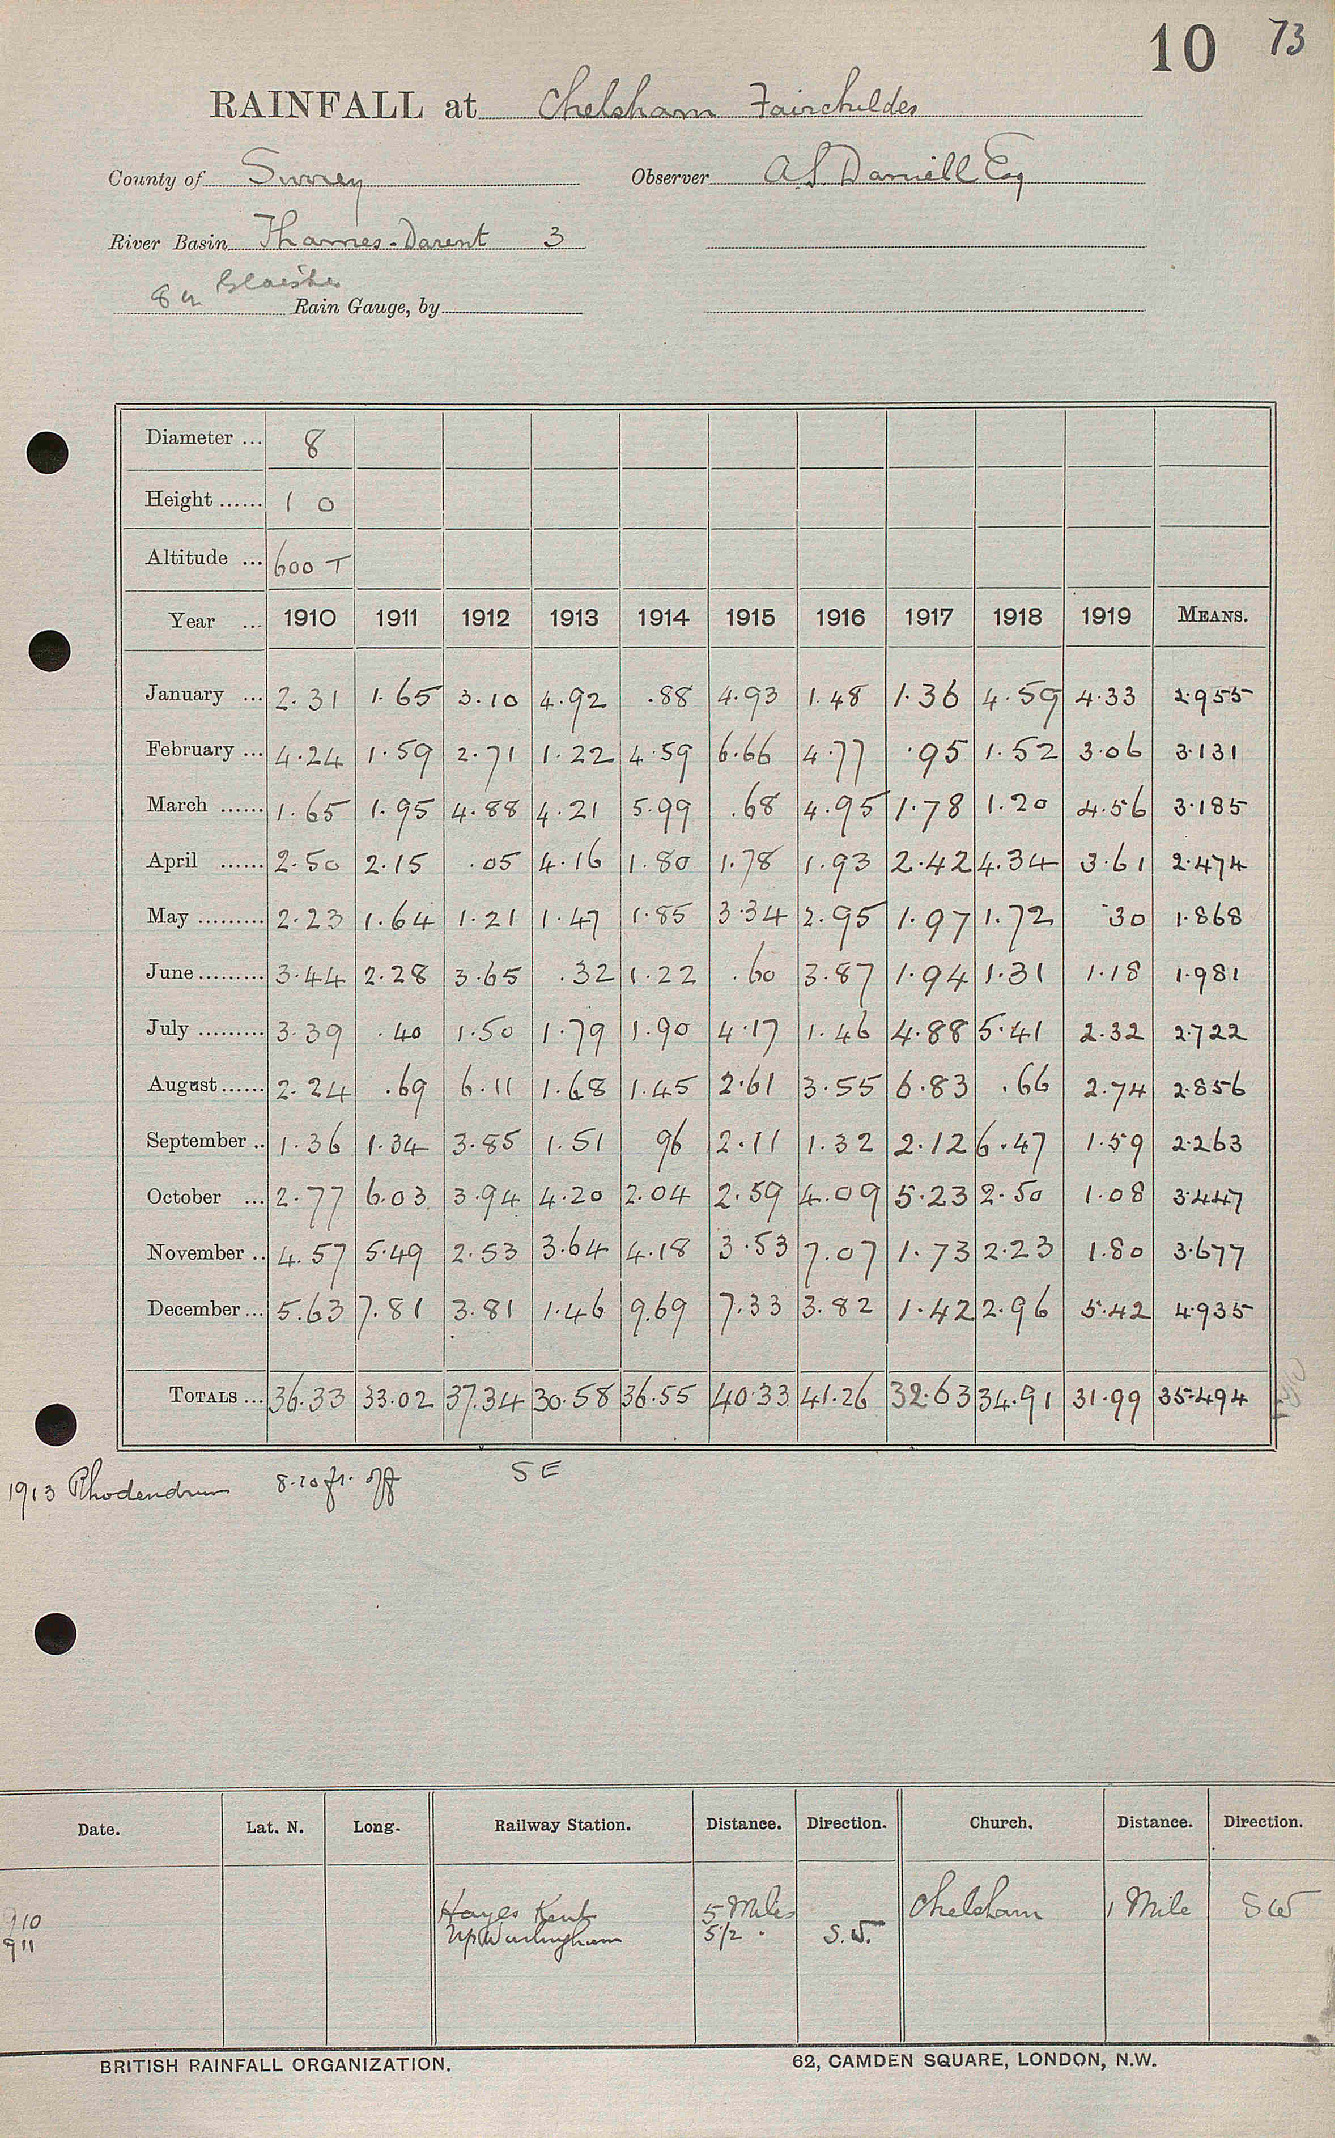 10 73
RAINFALL at Chelsham Fairchildes
County of Surrey Observer A S. Daniell Esq
River Basin Thames-Darent 3
8 in Glaisher
Rain Gauge, by
Diameter ... 8
Height ...... 1 0
Altitude ... 600 T
Year ... 1910 1911 1912 1913 1914 1915 1916 1917 1918 1919 MEANS.
January ... 2.31 1.65 3.10 4.92 .88 4.93 1.48 1.36 4.59 4.33 2.955
February ... 4.24 1.59 2.71 1.22 4.59 6.66 4.77 .95 1.52 3.06 3.131
March ...... 1.65 1.95 4.88 4.21 5.99 .68 4.95 1.78 1.20 4.56 3.185
April ...... 2.50 2.15 .05 4.16 1.80 1.78 1.93 2.42 4.34 3.61 2.474
May ......... 2.23 1.64 1.21 1.47 1.85 3.34 2.95 1.97 1.72 .30 1.868
June ......... 3.44 2.28 3.65 .32 1.22 .60 3.87 1.94 1.31 1.18 1.981
July ......... 3.39 .40 1.50 1.79 1.90 4.17 1.46 4.88 5.41 2.32 2.722
August ...... 2.24 .69 6.11 1.68 1.45 2.61 3.55 6.83 .66 2.74 2.856
September .. 1.36 1.34 3.85 1.51 96 2.11 1.32 2.12 6.47 1.59 2.263
October ... 2.77 6.03 3.94 4.20 2.04 2.59 4.09 5.23 2.50 1.08 3.447
November .. 4.57 5.49 2.53 3.64 4.18 3.53 7.07 1.73 2.23 1.80 3.677
December ... 5.63 7.81 3.81 1.46 9.69 7.33 3.82 1.42 2.96 5.42 4.935
TOTALS ... 36.33 33.02 37.34 30.58 36.55 40.33 41.26 32.63 34.91 31.99 35.494
1913 Rhodendrum 8.10 ft. off SE
Date. Lat. N. Long. Railway Station. Distance. Direction. Church. Distance. Direction.
910 Hayes Kent 5 Miles Chelsham 1 Mile SW
911 Up Warlingham 5 1/2 . S.W.
BRITISH RAINFALL ORGANIZATION. 62, CAMDEN SQUARE, LONDON, N.W.